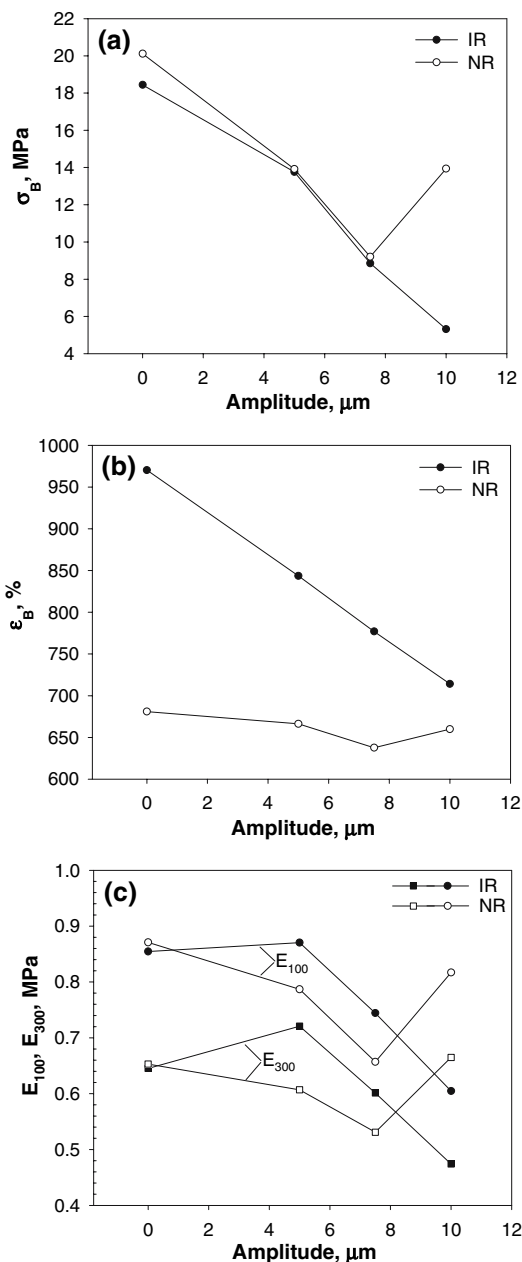 (a)
IR
NR
22
20
18
16
14
12
10
8
6
4
σB, MPa
0 2 4 6 8 10 12
Amplitude, μm
(b)
IR
NR
1000
950
900
850
800
750
700
650
600
εB, %
0 2 4 6 8 10 12
Amplitude, μm
(c)
IR
NR
1.0
0.9
0.8
0.7
0.6
0.5
0.4
E100, E300, MPa
E100
E300
0 2 4 6 8 10 12
Amplitude, μm